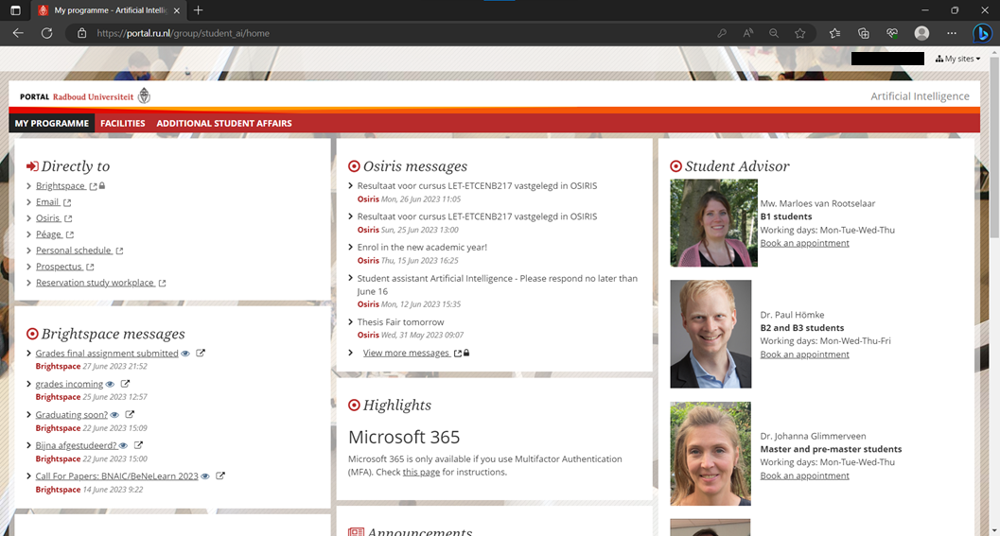 My programme - Artificial Intellig
https://portal.ru.nl/group/student_ai/home
My sites
PORTAL Radboud Universiteit
Artificial Intelligence
MY PROGRAMME FACILITIES ADDITIONAL STUDENT AFFAIRS
Directly to
Brightspace
Email
Osiris
Péage
Personal schedule
Prospectus
Reservation study workplace
Brightspace messages
Grades final assignment submitted
Brightspace 27 June 2023 21:52
grades incoming
Brightspace 25 June 2023 12:57
Graduating soon?
Brightspace 22 June 2023 15:09
Bijna afgestudeerd?
Brightspace 22 June 2023 15:00
Call For Papers: BNAIC/BeNeLearn 2023
Brightspace 14 June 2023 9:22
Osiris messages
Resultaat voor cursus LET-ETCENB217 vastgelegd in OSIRIS
Osiris Mon, 26 Jun 2023 11:05
Resultaat voor cursus LET-ETCENB217 vastgelegd in OSIRIS
Osiris Sun, 25 Jun 2023 13:00
Enrol in the new academic year!
Osiris Thu, 15 Jun 2023 16:25
Student assistant Artificial Intelligence - Please respond no later than
June 16
Osiris Mon, 12 Jun 2023 15:35
Thesis Fair tomorrow
Osiris Wed, 31 May 2023 09:07
View more messages
Highlights
Microsoft 365
Microsoft 365 is only available if you use Multifactor Authentication
(MFA). Check this page for instructions.
Announcements
Student Advisor
Mw. Marloes van Rootselaar
B1 students
Working days: Mon-Tue-Wed-Thu
Book an appointment
Dr. Paul Hömke
B2 and B3 students
Working days: Mon-Wed-Thu-Fri
Book an appointment
Dr. Johanna Glimmerveen
Master and pre-master students
Working days: Mon-Tue-Wed-Thu
Book an appointment